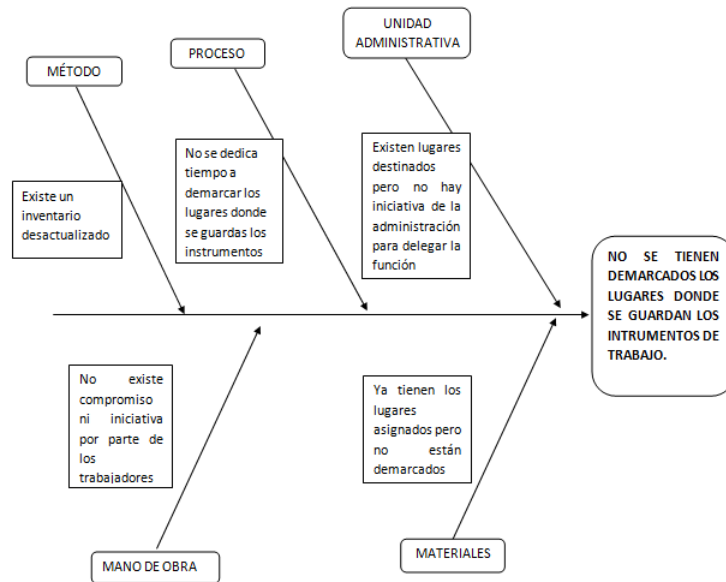 UNIDAD
ADMINISTRATIVA
PROCESO
MÉTODO
No se dedica
tiempo a
demarcar los
lugares donde
se guardas los
instrumentos
Existen lugares
destinados
pero no hay
iniciativa de la
administración
para delegar la
función
Existe un
inventario
desactualizado
NO SE TIENEN
DEMARCADOS LOS
LUGARES DONDE
SE GUARDAN LOS
INTRUMENTOS DE
TRABAJO.
No existe
compromiso
ni iniciativa
por parte de
los
trabajadores
Ya tienen los
lugares
asignados pero
no están
demarcados
MANO DE OBRA
MATERIALES